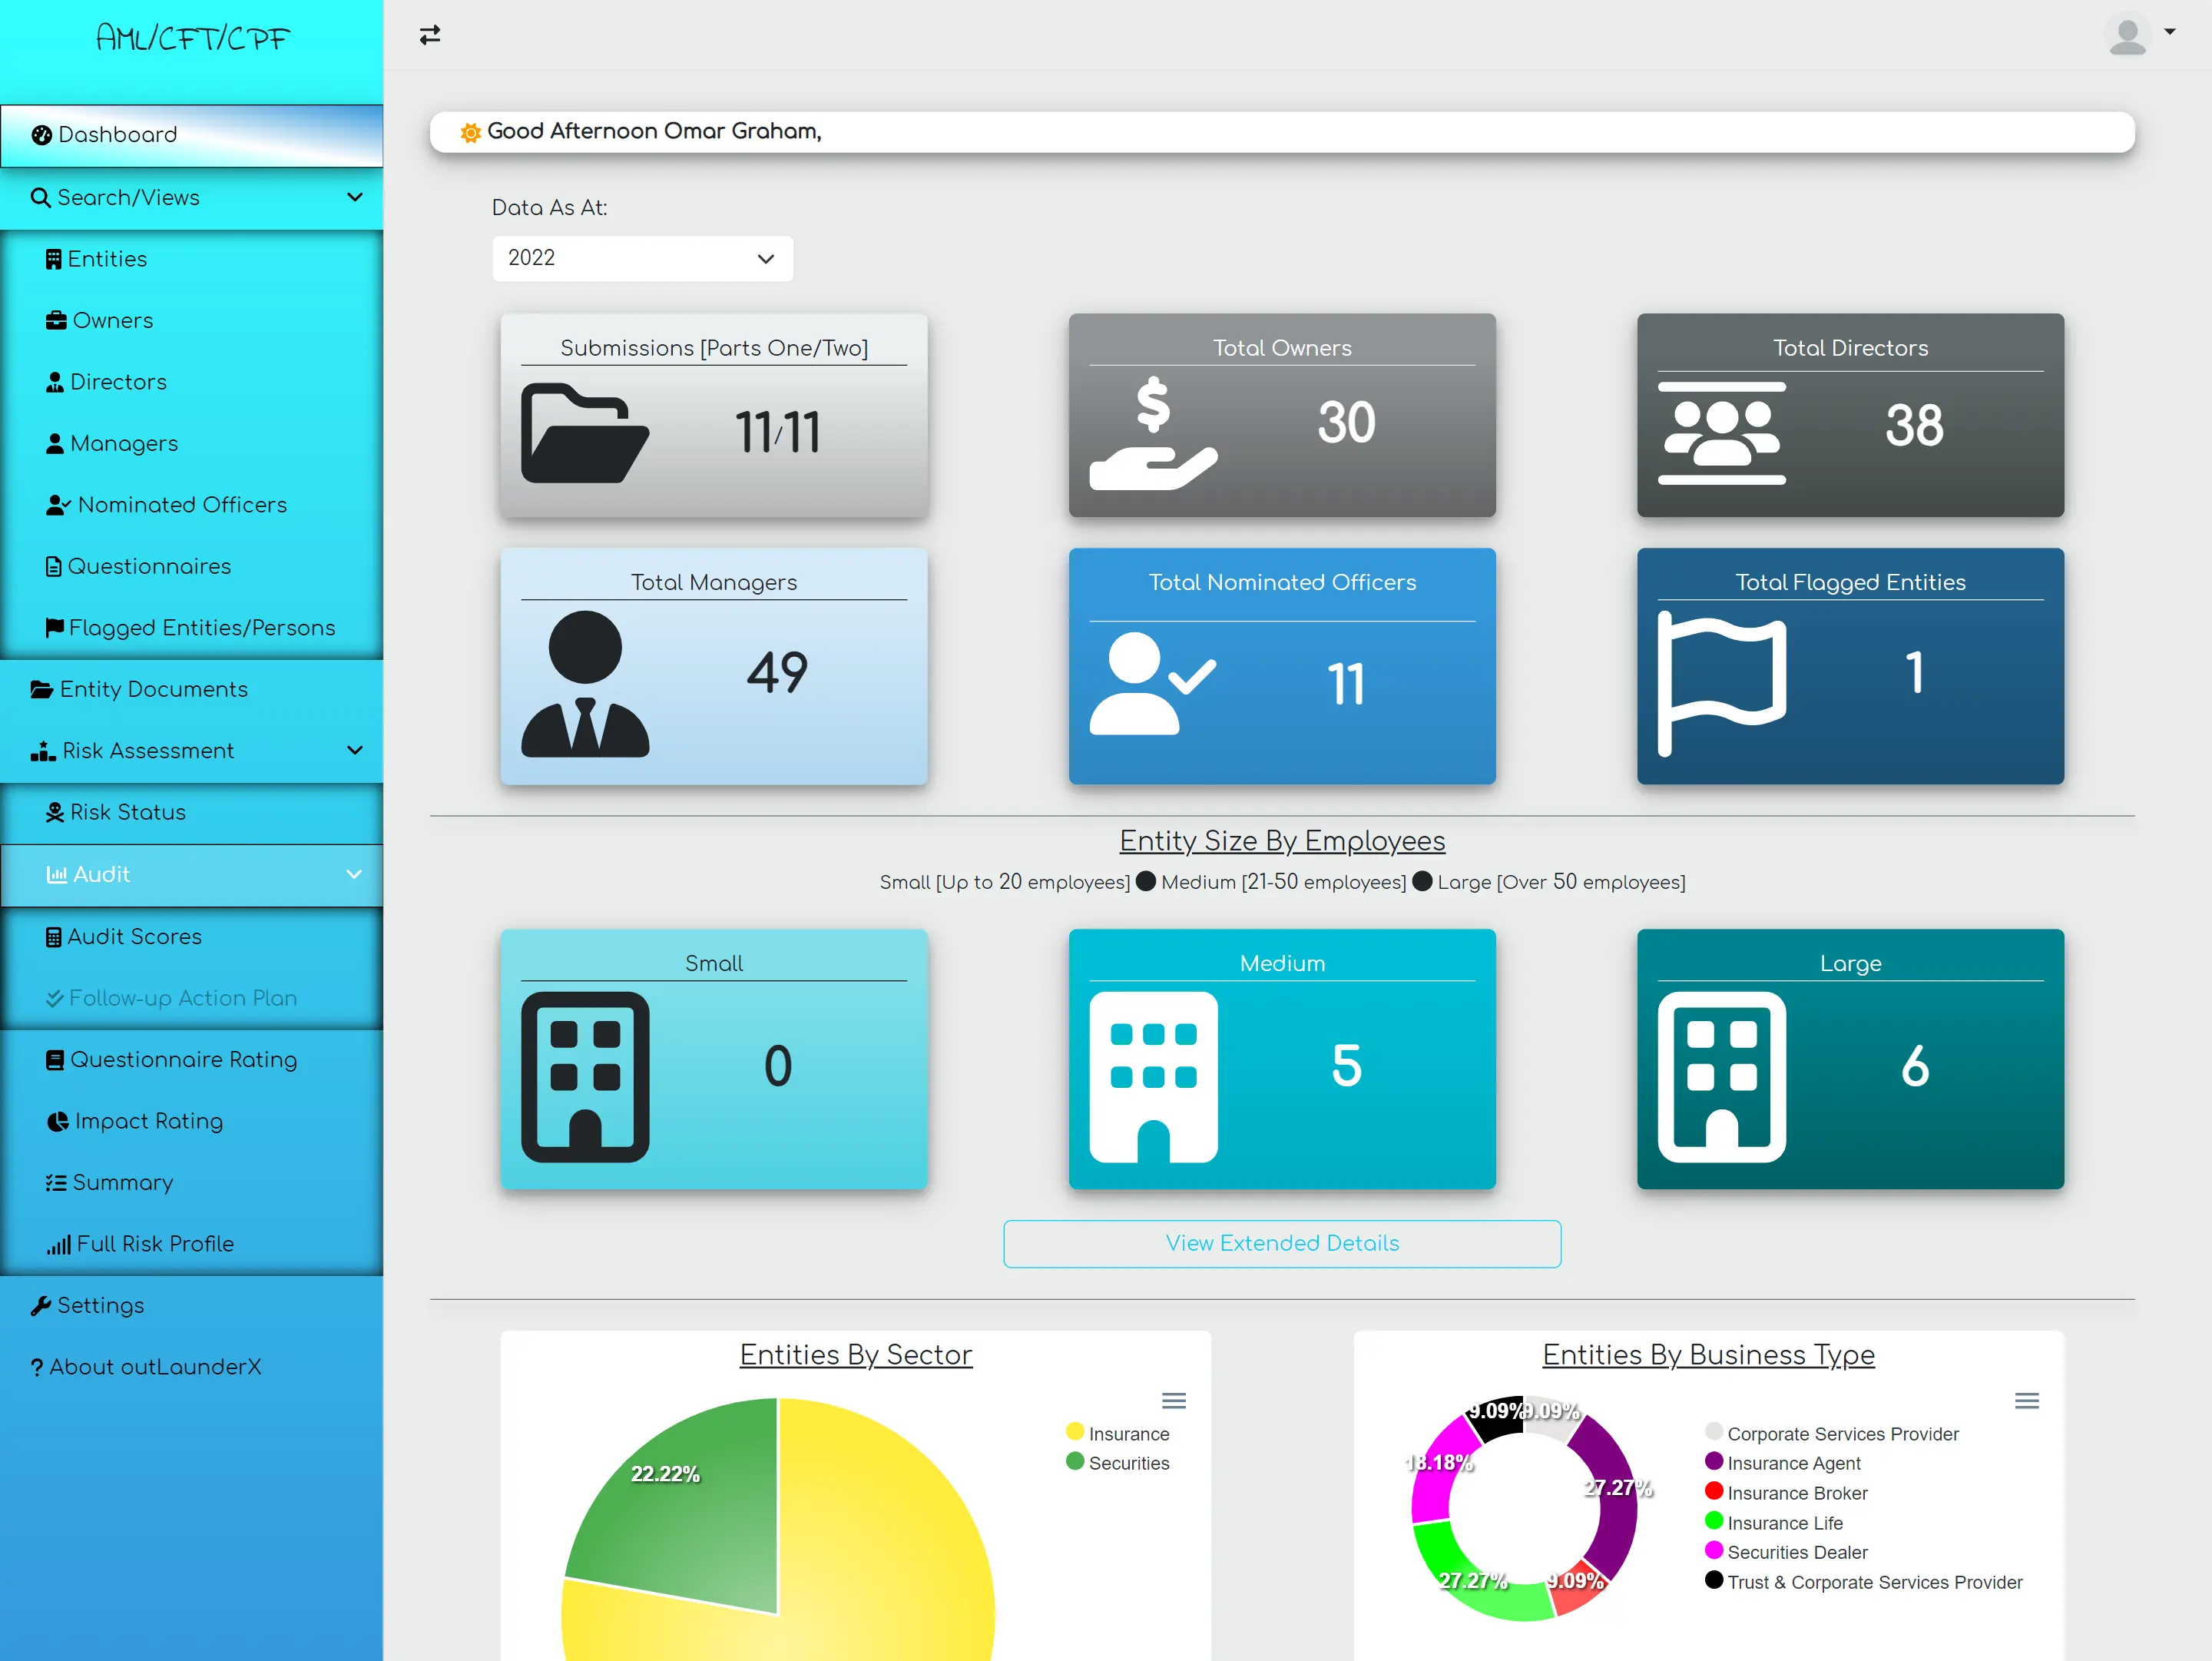 AML/CFT/CPF
Dashboard
Search/Views
Entities
Owners
Directors
Managers
Nominated Officers
Questionnaires
Flagged Entities/Persons
Entity Documents
Risk Assessment
Risk Status
Audit
Audit Scores
Follow-up Action Plan
Questionnaire Rating
Impact Rating
Summary
Full Risk Profile
Settings
About outLaunderX
Good Afternoon Omar Graham,
Data As At:
2022
Submissions [Parts One/Two]
11/11
Total Owners
30
Total Directors
38
Total Managers
49
Total Nominated Officers
11
Total Flagged Entities
1
Entity Size By Employees
Small [Up to 20 employees] Medium [21-50 employees] Large [Over 50 employees]
Small
0
Medium
5
Large
6
View Extended Details
Entities By Sector
22.22%
Insurance
Securities
Entities By Business Type
9.09%
9.09%
18.18%
27.27%
27.27%
9.09%
Corporate Services Provider
Insurance Agent
Insurance Broker
Insurance Life
Securities Dealer
Trust & Corporate Services Provider